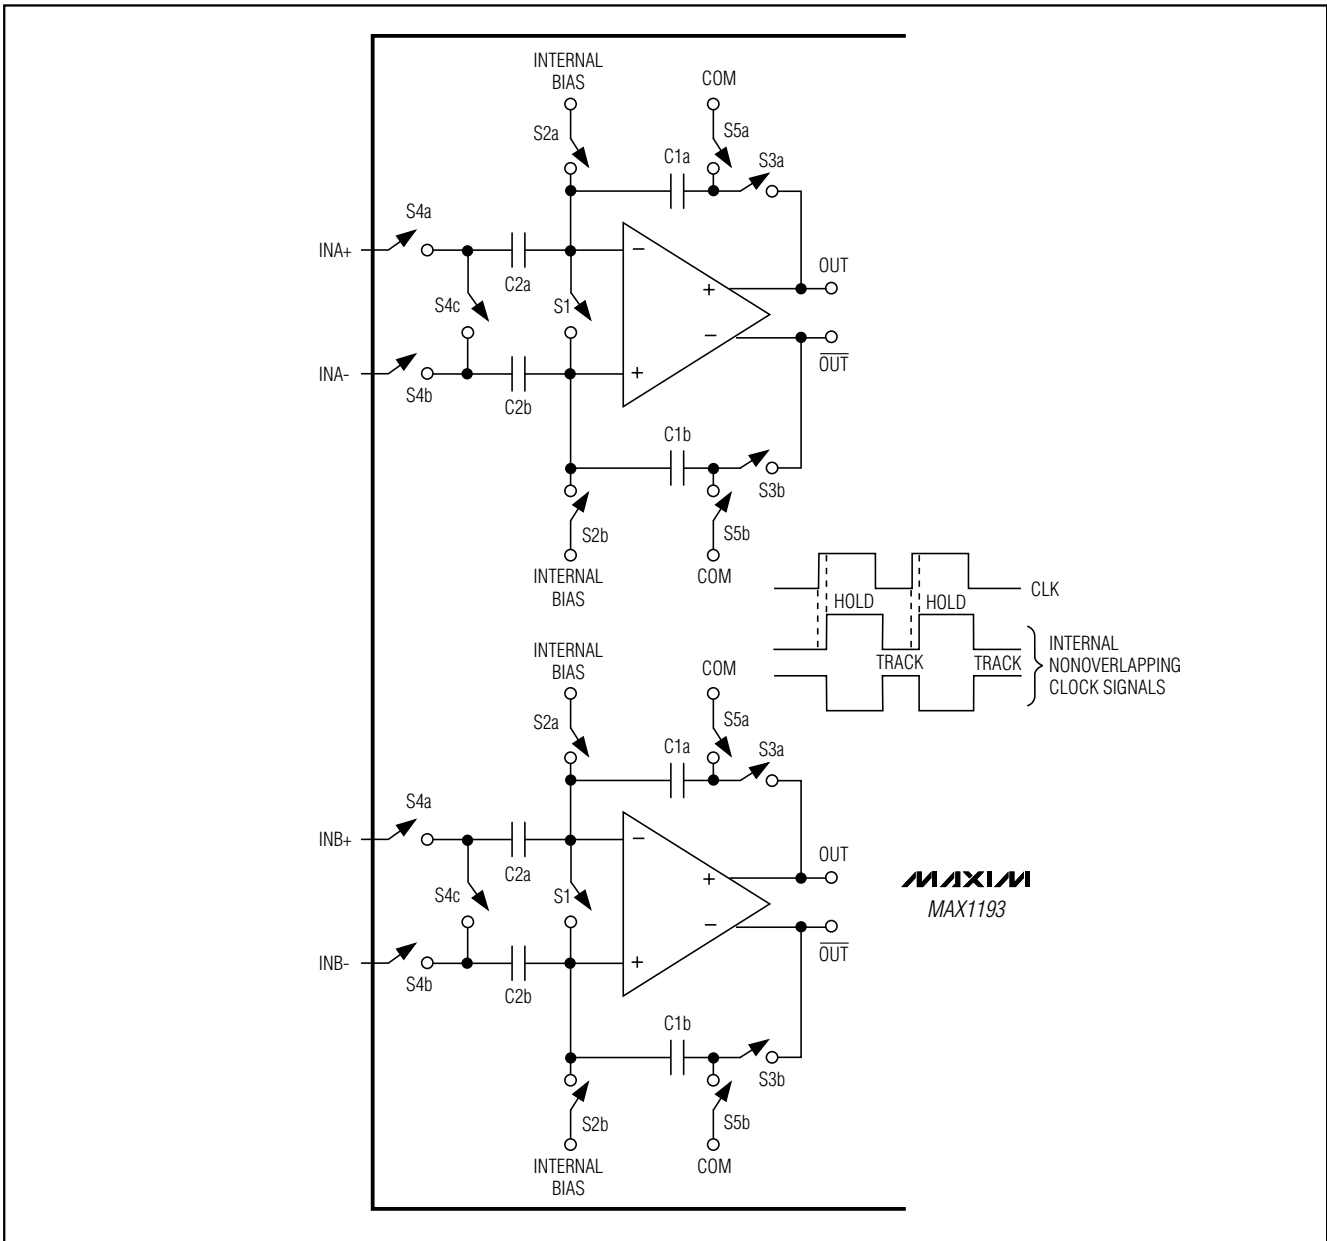 INTERNAL
BIAS
COM
S2a
S5a
C1a
S3a
S4a
INA+
−
C2a
OUT
+
S4c
S1
−
OUT
INA-
+
S4b
C2b
C1b
S3b
S2b
S5b
INTERNAL
BIAS
COM
CLK
HOLD
HOLD
TRACK
TRACK
INTERNAL
NONOVERLAPPING
CLOCK SIGNALS
INTERNAL
BIAS
COM
S2a
S5a
C1a
S3a
S4a
INB+
−
C2a
OUT
+
S4c
S1
−
OUT
INB-
+
S4b
C2b
C1b
S3b
S2b
S5b
INTERNAL
BIAS
COM
MAXIM
MAX1193